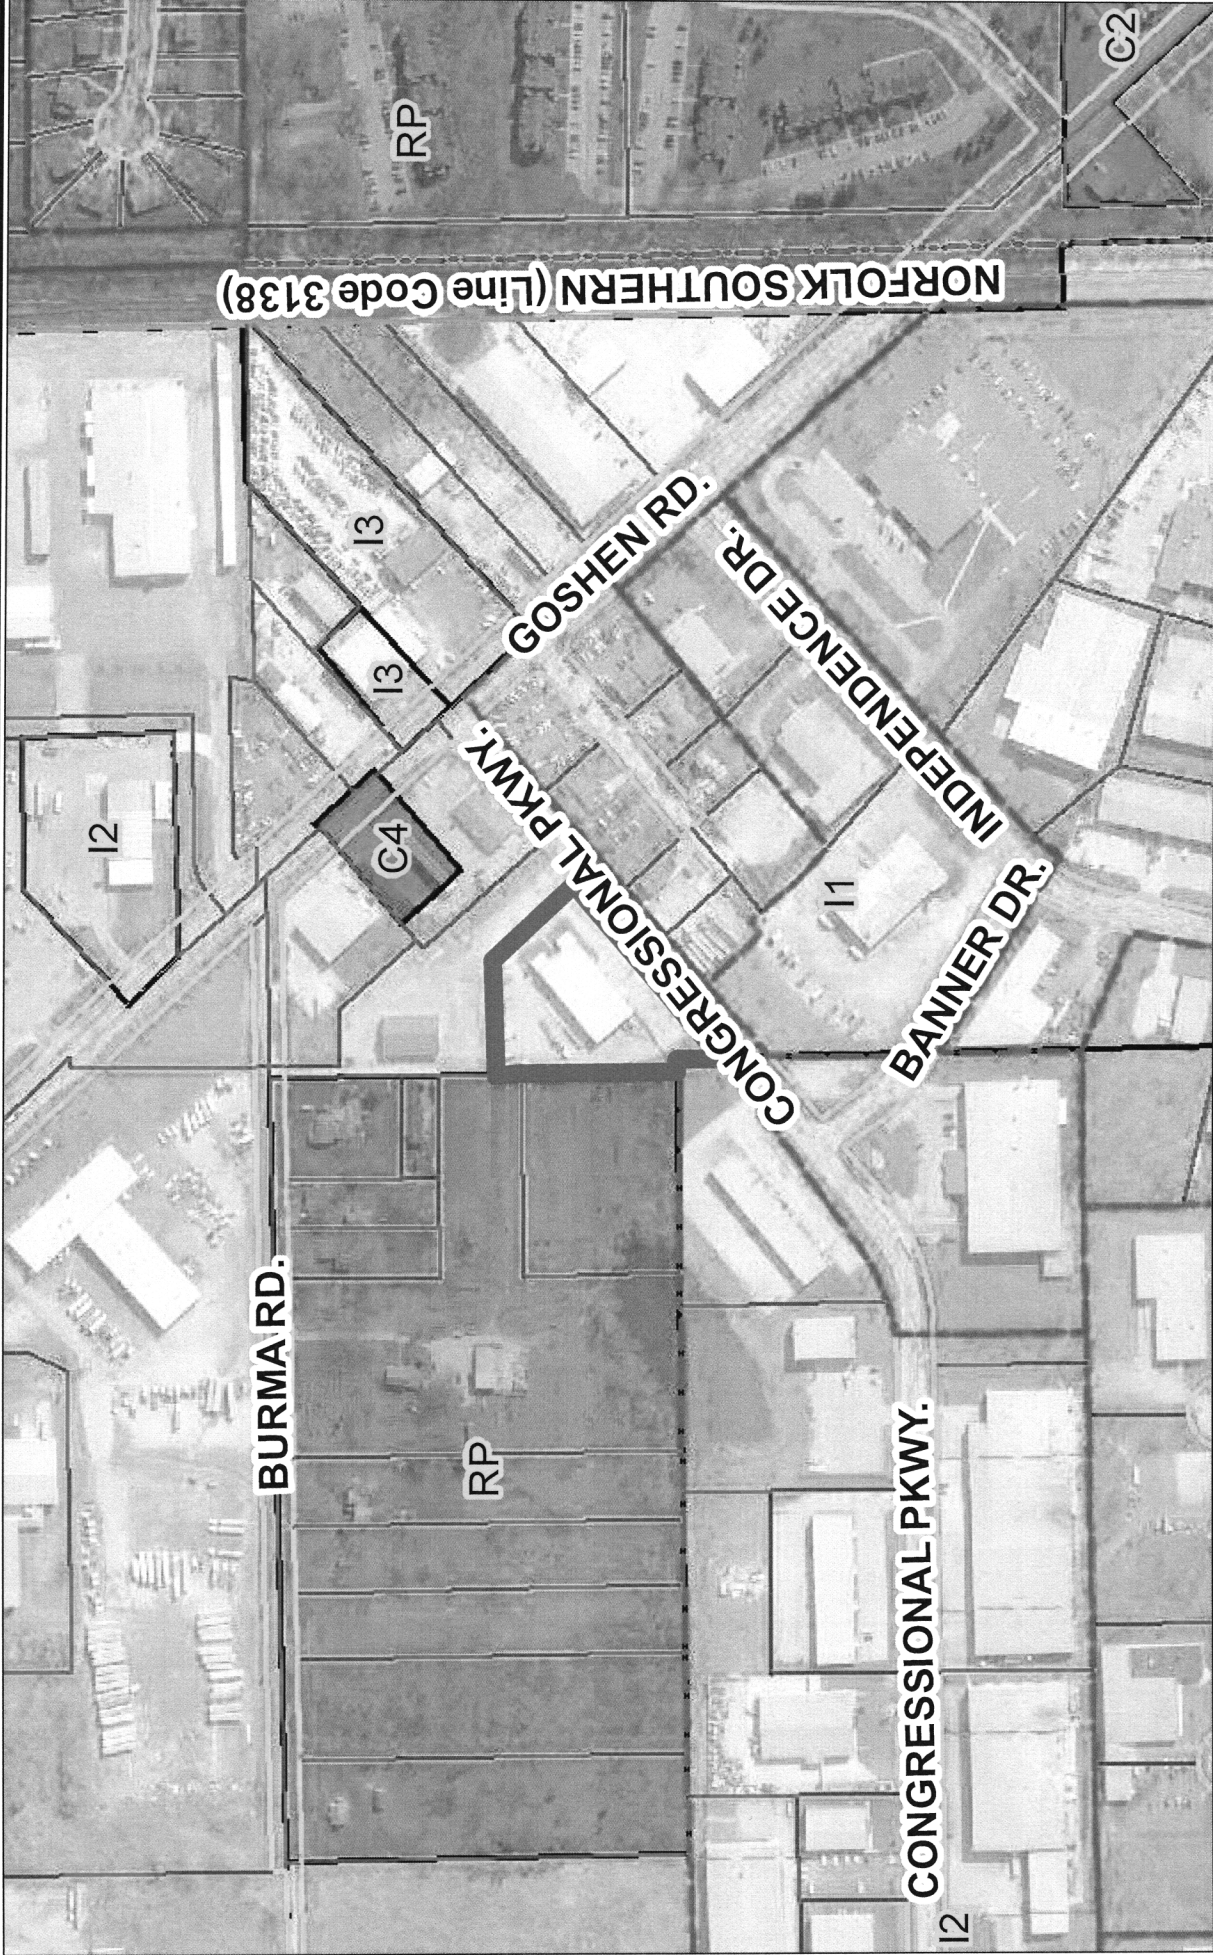 C2
RP
NORFOLK SOUTHERN (Line Code 3138)
I3
I3
GOSHEN RD.
INDEPENDENCE DR.
I2
C4
CONGRESSIONAL PKWY.
I1
BANNER DR.
BURMA RD.
RP
CONGRESSIONAL PKWY.
I2